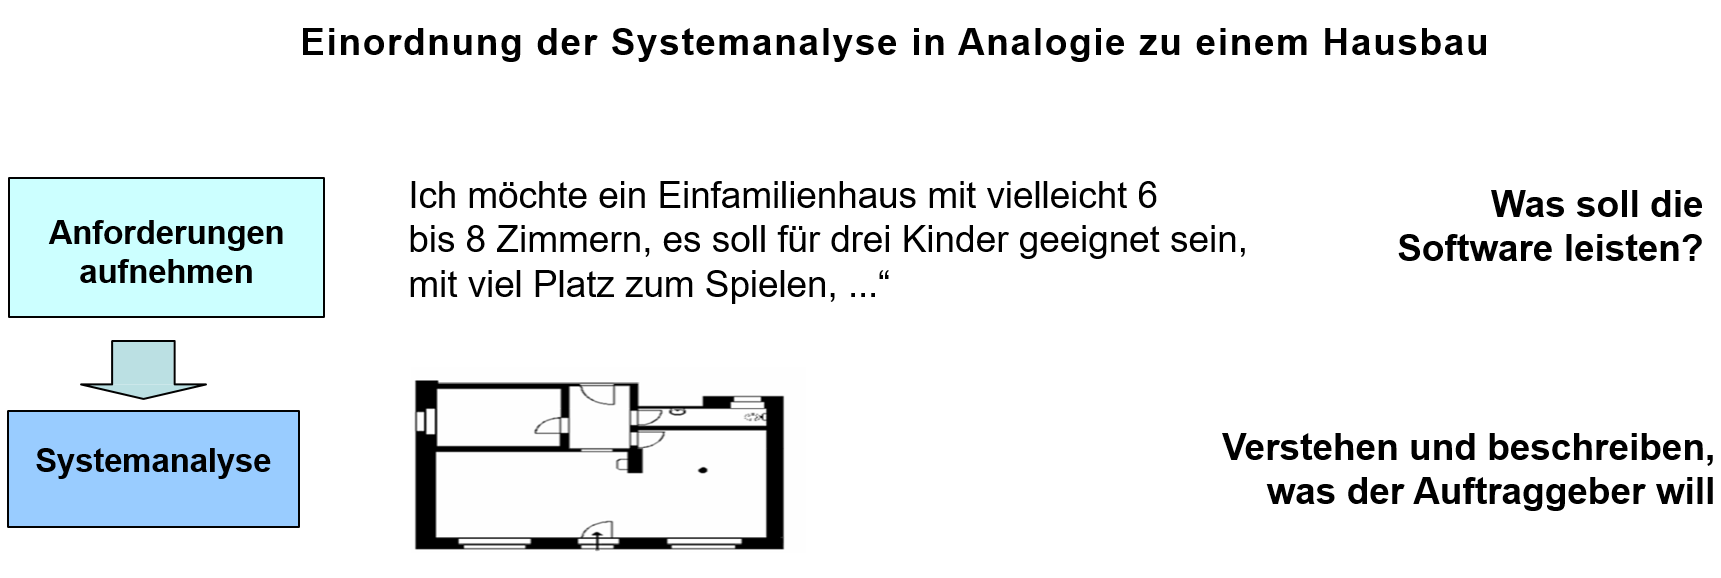 Einordnung der Systemanalyse in Analogie zu einem Hausbau
Anforderungen
aufnehmen
Ich möchte ein Einfamilienhaus mit vielleicht 6
bis 8 Zimmern, es soll für drei Kinder geeignet sein,
mit viel Platz zum Spielen, ...“
Was soll die
Software leisten?
Systemanalyse
Verstehen und beschreiben,
was der Auftraggeber will